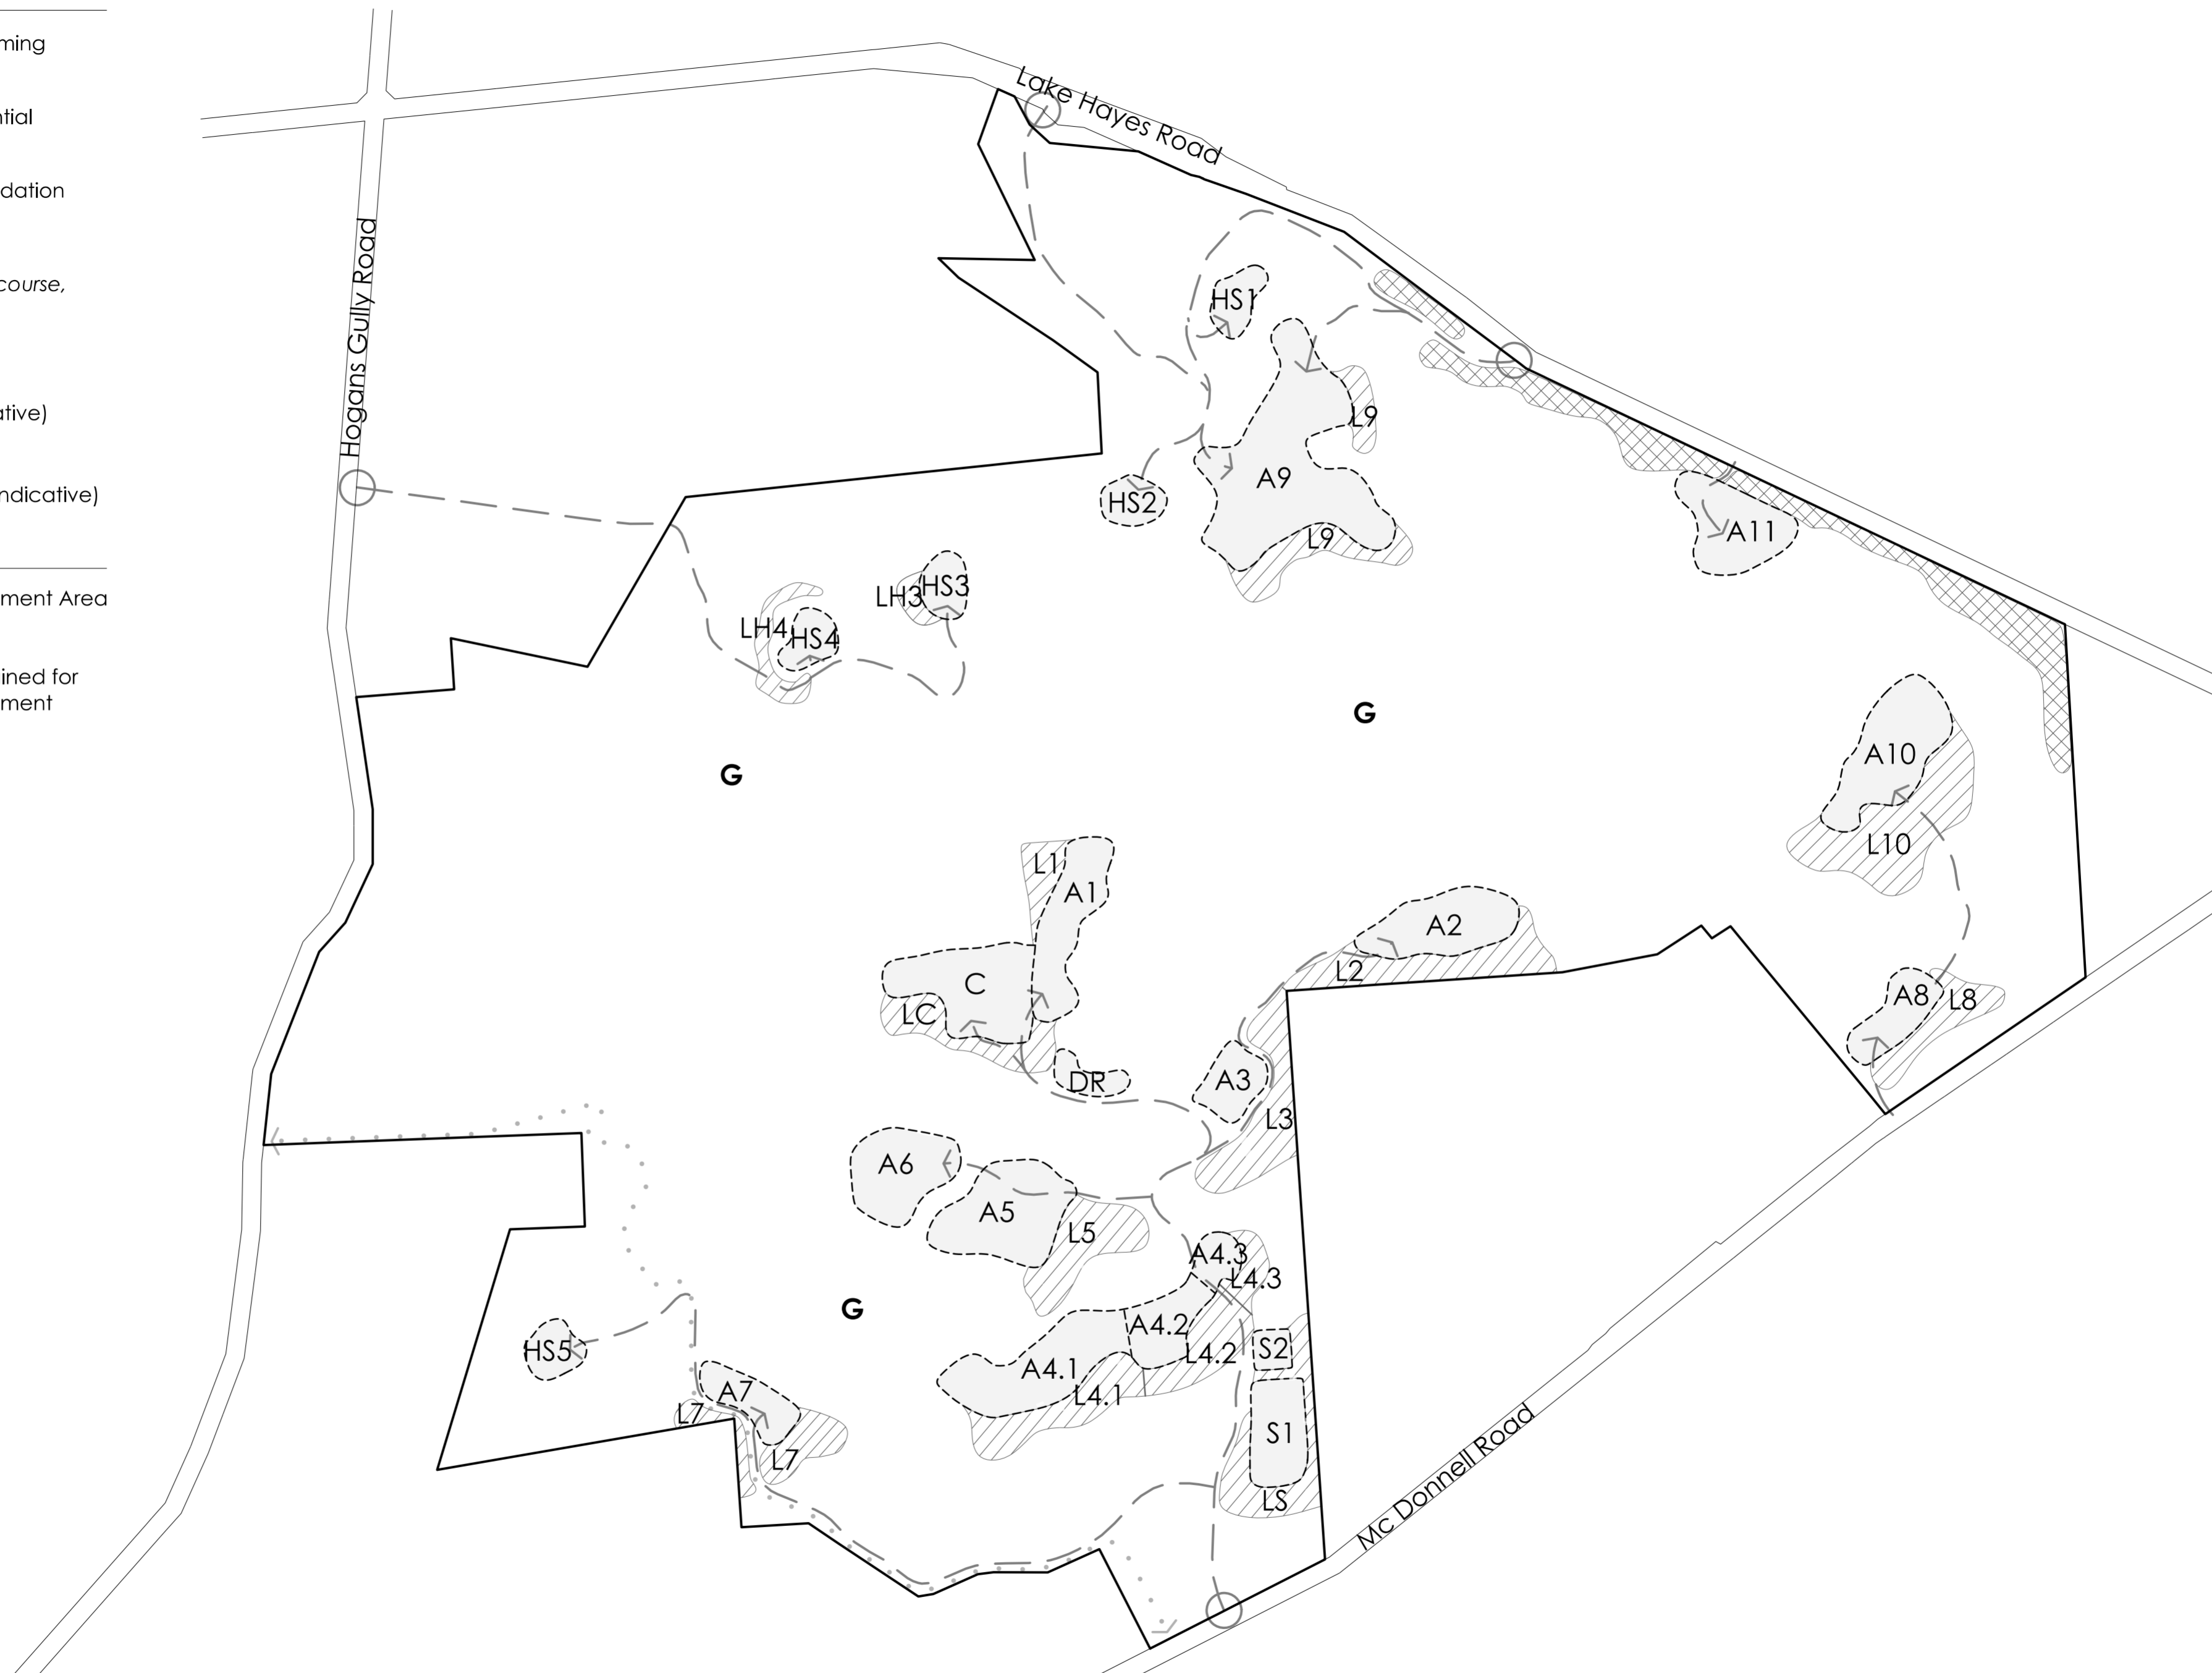 ming
ntial
dation
course,
ative)
ndicative)
ment Area
ined for
ment
Lake Hayes Road
Hogans Gully Road
HS1
L9
A9
HS2
L9
A11
LH3
HS3
LH4
HS4
G
G
A10
L10
L1
A1
A2
L2
C
LC
A8
L8
DR
A3
L3
A6
A5
L5
A4.3
L4.3
G
A4.2
L4.2
S2
HS5
A4.1
L4.1
A7
L7
L7
S1
LS
Mc Donnell Road